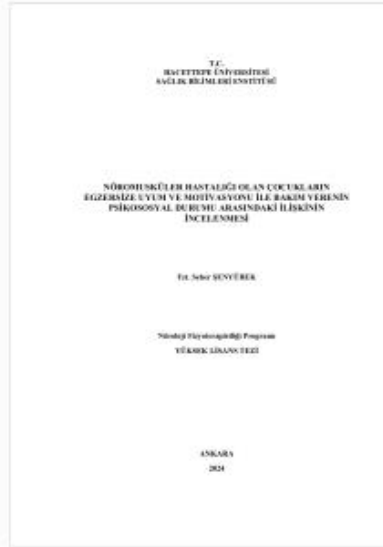 T.C.
HACETTEPE ÜNİVERSİTESİ
SAĞLIK BİLİMLERİ ENSTİTÜSÜ
NÖROMUSKÜLER HASTALIĞI OLAN ÇOCUKLARIN
EGZERSİZE UYUM VE MOTİVASYONU İLE BAKIM VERENİN
PSİKOSOSYAL DURUMU ARASINDAKİ İLİŞKİNİN
İNCELENMESİ
Fzt. Seher ŞENYÜREK
Nöroloji Fizyoterapistliği Programı
YÜKSEK LİSANS TEZİ
ANKARA
2024